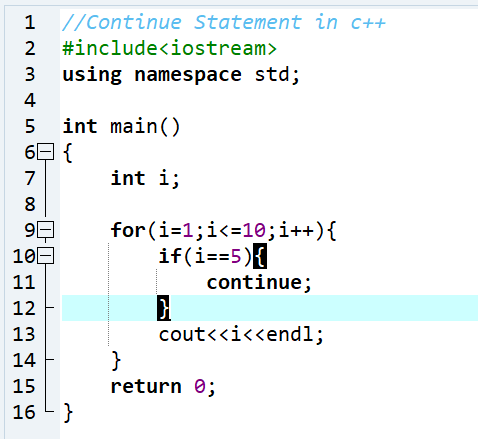 1 //Continue Statement in c++
2 #include<iostream>
3 using namespace std;
4
5 int main()
6 {
7 int i;
8
9 for(i=1;i<=10;i++){
10 if(i==5){
11 continue;
12 }
13 cout<<i<<endl;
14 }
15 return 0;
16 }